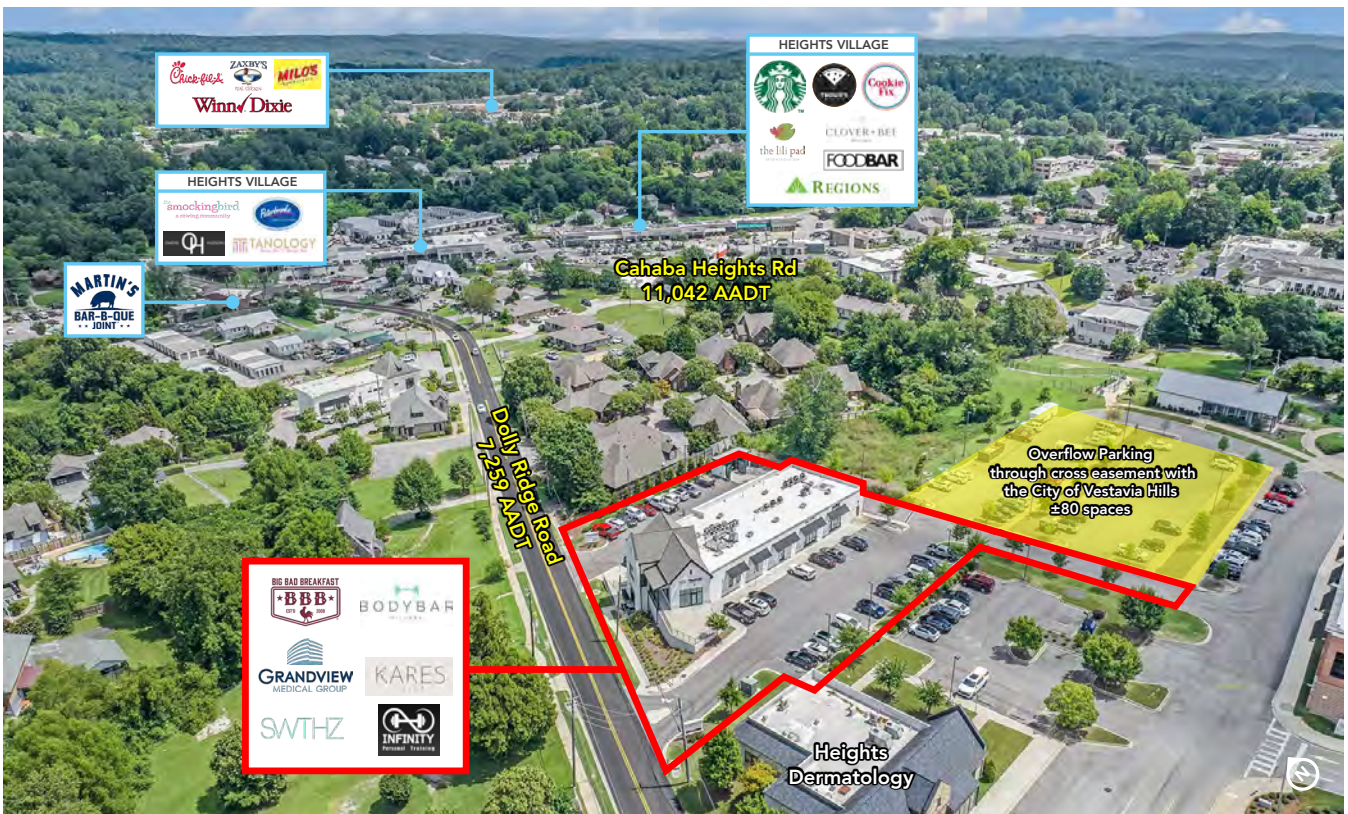 Chick-fil-A
ZAXBY'S
MILO'S
Winn Dixie
HEIGHTS VILLAGE
Cookie
Fix
the lili pad
CLOVER + BEE
FOODBAR
REGIONS
HEIGHTS VILLAGE
smockingbird
a sewing community
OH
TANOLOGY
MARTIN'S
BAR-B-QUE
JOINT
Cahaba Heights Rd
11,042 AADT
Dolly Ridge Road
7,259 AADT
Overflow Parking
through cross easement with
the City of Vestavia Hills
±80 spaces
BIG BAD BREAKFAST
BBB
BODYBAR
PILATES
GRANDVIEW
MEDICAL GROUP
KARES
SWTHZ
INFINITY
Personal Training
Heights
Dermatology